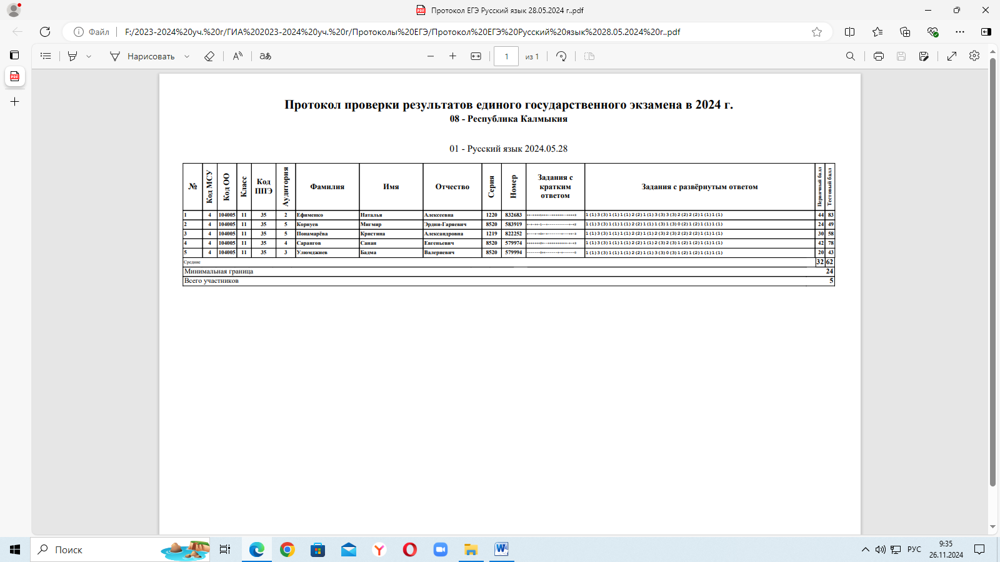 Протокол ЕГЭ Русский язык 28.05.2024 г..pdf
Файл F:/2023-2024%20уч.%20г/ГИА%202023-2024%20уч.%20г/Протоколы%20ЕГЭ/Протокол%20ЕГЭ%20Русский%20язык%2028.05.2024%20г..pdf
Нарисовать 1 из 1
Протокол проверки результатов единого государственного экзамена в 2024 г.
08 - Республика Калмыкия
01 - Русский язык 2024.05.28
№ Код МСУ Код ОО Класс Код ППЭ Аудитория Фамилия Имя Отчество Серия Номер Задания с кратким ответом Задания с развёрнутым ответом Первичный балл Тестовый балл
1 4 104005 11 35 2 Ефименко Наталья Алексеевна 1220 832683 1(1)3(3)1(1)1(1)2(2)1(1)3(3)3(3)2(2)2(2)1(1)1(1) 44 83
2 4 104005 11 35 5 Корнуев Мигмир Эрдни-Гаряевич 8520 583919 1(1)3(3)1(1)1(1)2(2)1(1)1(3)1(3)0(2)1(2)1(1)1(1) 24 49
3 4 104005 11 35 5 Понамарёва Кристина Александровна 1219 822252 1(1)3(3)1(1)1(1)2(2)1(1)2(3)2(3)2(2)2(2)1(1)1(1) 30 58
4 4 104005 11 35 4 Сарангов Санан Евгеньевич 8520 579974 1(1)3(3)1(1)1(1)2(2)1(1)2(3)2(3)1(2)1(2)1(1)1(1) 42 78
5 4 104005 11 35 3 Улюмджиев Бадма Валериевич 8520 579994 1(1)3(3)1(1)1(1)2(2)1(1)3(3)0(3)1(2)1(2)1(1)1(1) 20 43
Средние 32 62
Минимальная граница 24
Всего участников 5
Поиск
РУС
9:35
26.11.2024